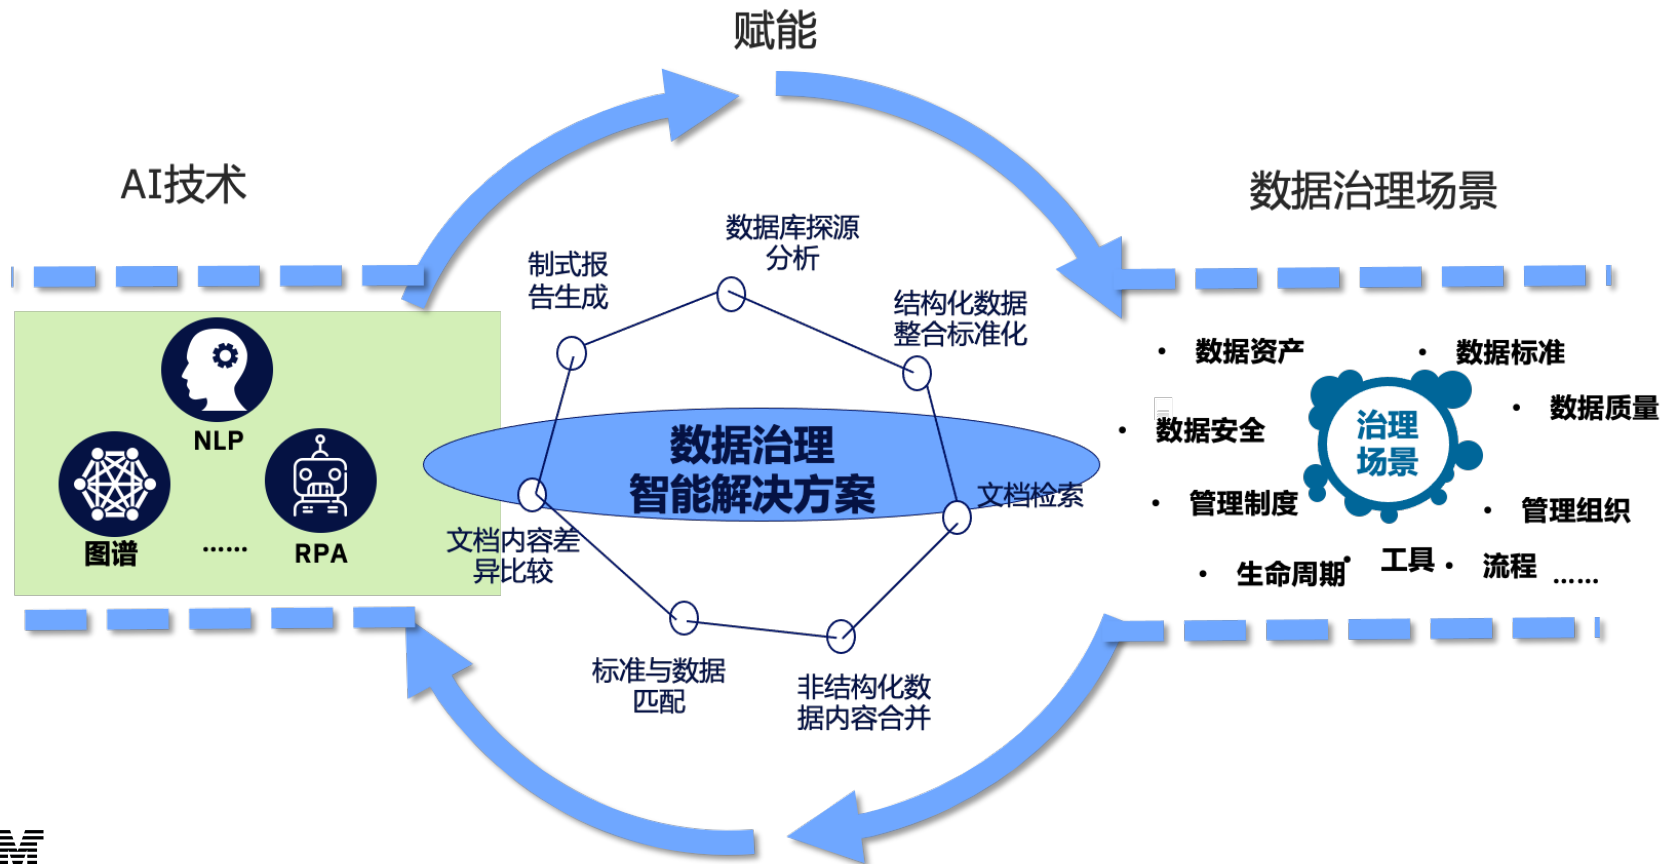 赋能
AI技术
数据治理场景
数据库探源
分析
制式报
告生成
结构化数据
整合标准化
NLP
图谱
......
RPA
数据治理
智能解决方案
文档检索
文档内容差
异比较
标准与数据
匹配
非结构化数
据内容合并
• 数据资产
• 数据标准
• 数据质量
• 数据安全
治理
场景
• 管理制度
• 管理组织
• 生命周期
• 工具
• 流程
......
M